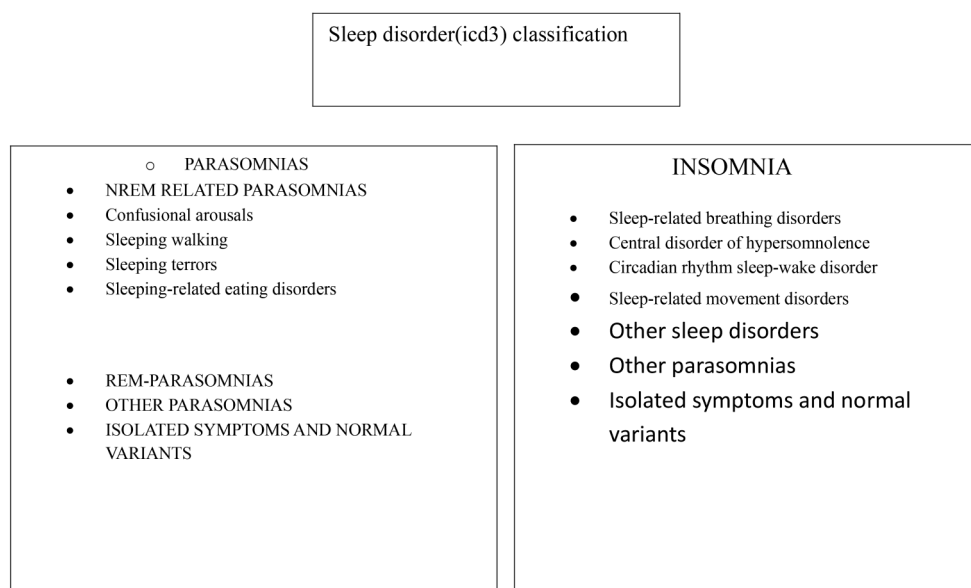 Sleep disorder(icd3) classification
○ PARASOMNIAS
• NREM RELATED PARASOMNIAS
• Confusional arousals
• Sleeping walking
• Sleeping terrors
• Sleeping-related eating disorders
• REM-PARASOMNIAS
• OTHER PARASOMNIAS
• ISOLATED SYMPTOMS AND NORMAL
VARIANTS
INSOMNIA
• Sleep-related breathing disorders
• Central disorder of hypersomnolence
• Circadian rhythm sleep-wake disorder
• Sleep-related movement disorders
• Other sleep disorders
• Other parasomnias
• Isolated symptoms and normal
variants